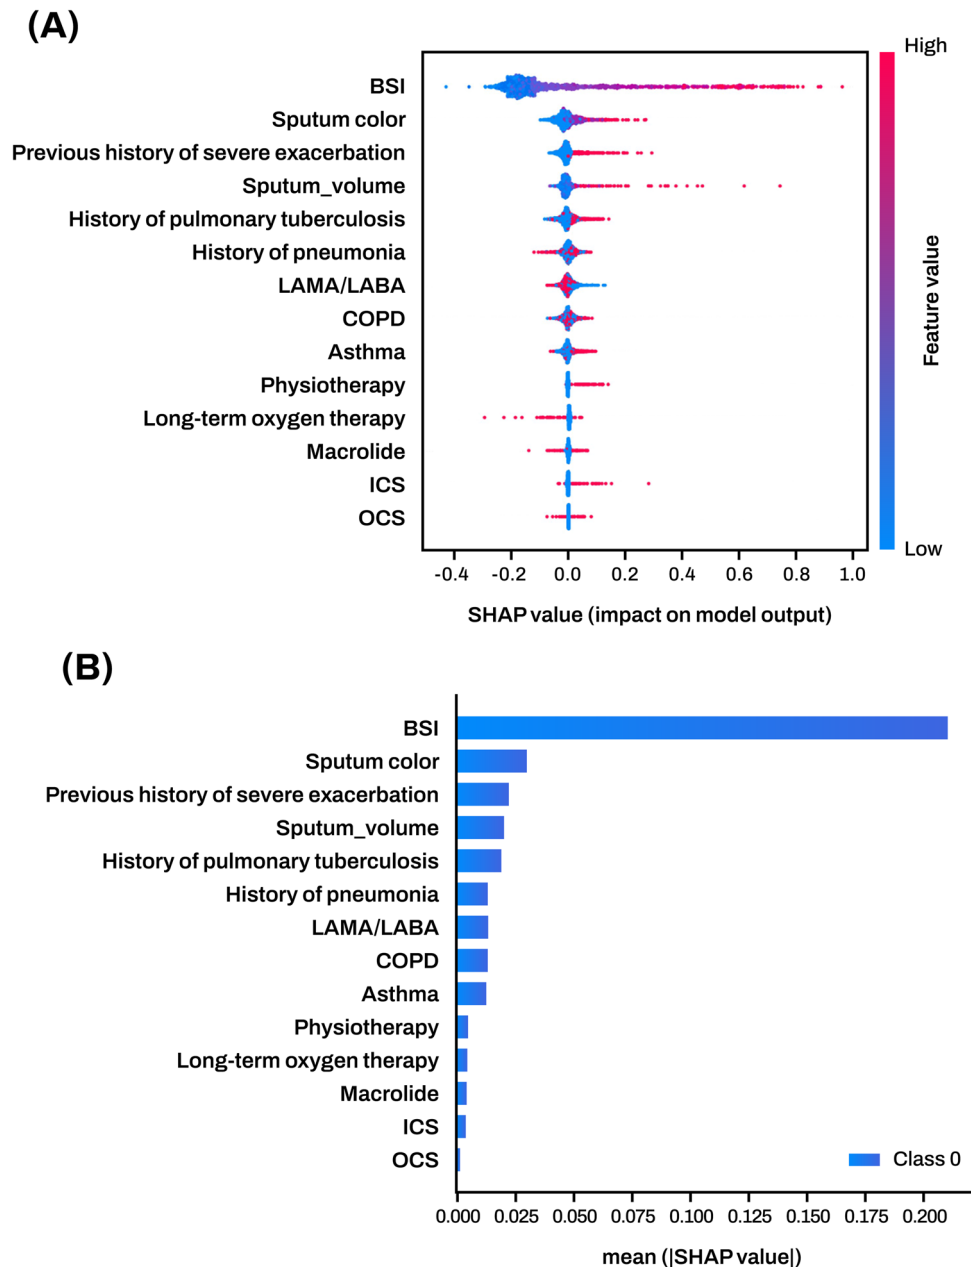 (A)
High
BSI
Sputum color
Previous history of severe exacerbation
Sputum_volume
History of pulmonary tuberculosis
History of pneumonia
LAMA/LABA
COPD
Asthma
Physiotherapy
Long-term oxygen therapy
Macrolide
ICS
OCS
Feature value
Low
-0.4 -0.2 0.0 0.2 0.4 0.6 0.8 1.0
SHAP value (impact on model output)
(B)
BSI
Sputum color
Previous history of severe exacerbation
Sputum_volume
History of pulmonary tuberculosis
History of pneumonia
LAMA/LABA
COPD
Asthma
Physiotherapy
Long-term oxygen therapy
Macrolide
ICS
OCS
Class 0
0.000 0.025 0.050 0.075 0.100 0.125 0.150 0.175 0.200
mean (|SHAP value|)